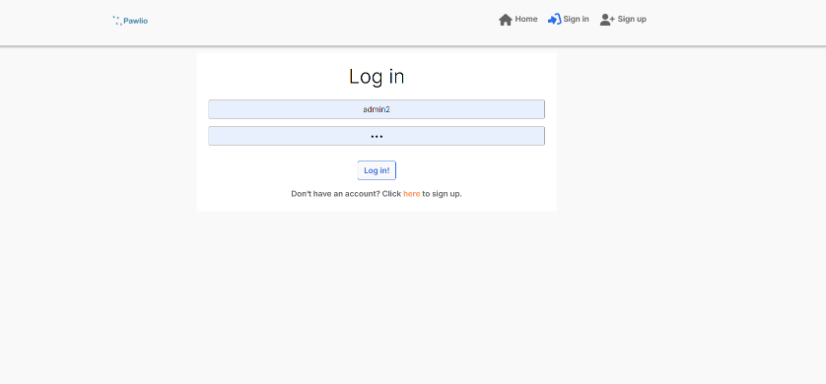 Pawlio
Home Sign in Sign up
Log in
admin2
•••
Log in!
Don't have an account? Click here to sign up.